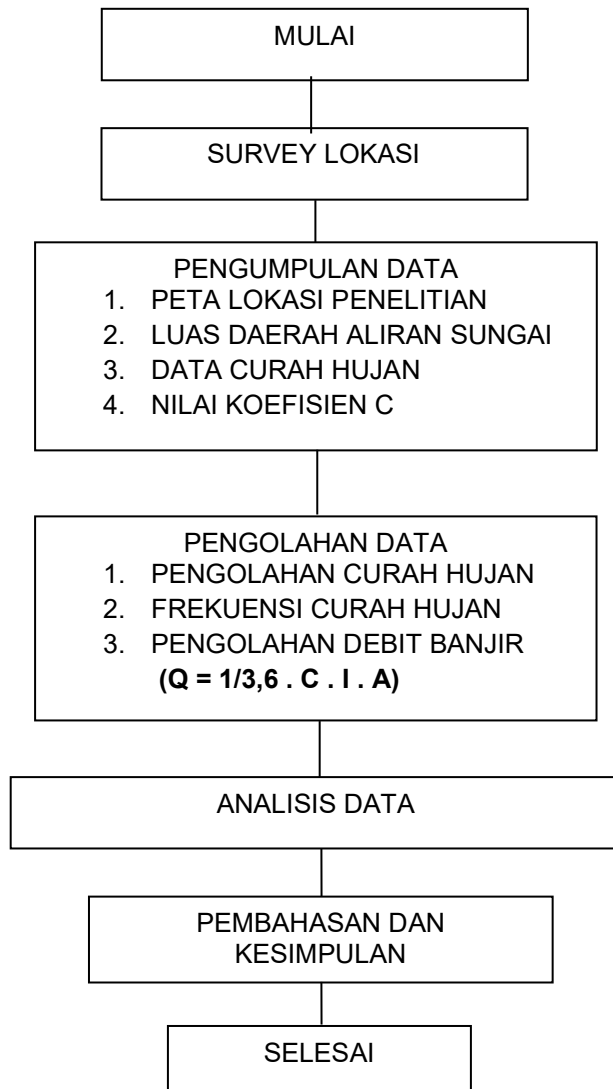 MULAI
SURVEY LOKASI
PENGUMPULAN DATA
1. PETA LOKASI PENELITIAN
2. LUAS DAERAH ALIRAN SUNGAI
3. DATA CURAH HUJAN
4. NILAI KOEFISIEN C
PENGOLAHAN DATA
1. PENGOLAHAN CURAH HUJAN
2. FREKUENSI CURAH HUJAN
3. PENGOLAHAN DEBIT BANJIR
(Q = 1/3,6 . C . I . A)
ANALISIS DATA
PEMBAHASAN DAN
KESIMPULAN
SELESAI